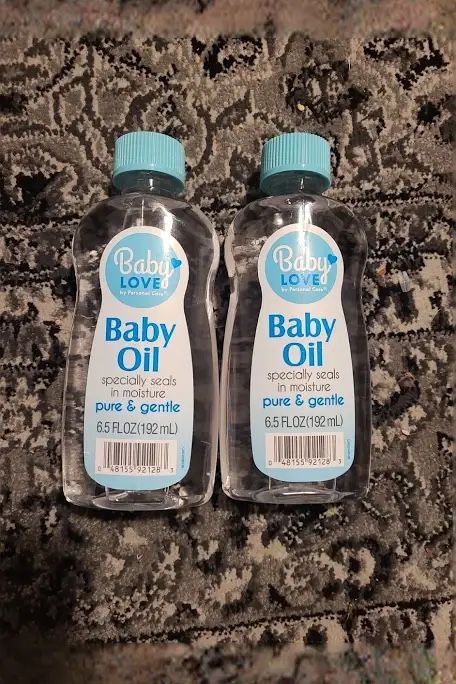 Baby
LOVE
by Personal Care
Baby
Oil
specially seals
in moisture
pure & gentle
6.5 FL OZ (192 mL)
0 48155 92128 3
Baby
LOVE
by Personal Care
Baby
Oil
specially seals
in moisture
pure & gentle
6.5 FL OZ (192 mL)
0 48155 92128 3